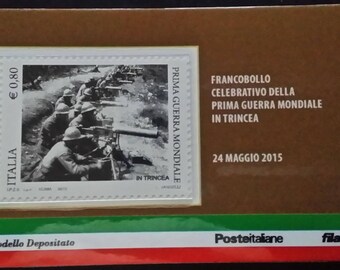 € 0,80
ITALIA
PRIMA GUERRA MONDIALE
IN TRINCEA
FRANCOBOLLO
CELEBRATIVO DELLA
PRIMA GUERRA MONDIALE
IN TRINCEA
24 MAGGIO 2015
dello Depositato
Posteitaliane
fila